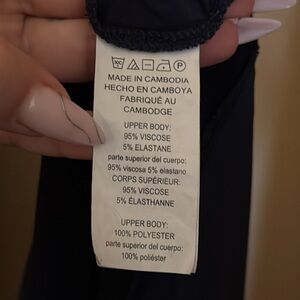 MADE IN CAMBODIA
HECHO EN CAMBOYA
FABRIQUÉ AU
CAMBODGE
UPPER BODY:
95% VISCOSE
5% ELASTANE
parte superior del cuerpo:
95% viscosa 5% elastano
CORPS SUPÉRIEUR:
95% VISCOSE
5% ÉLASTHANNE
UPPER BODY:
100% POLYESTER
parte superior del cuerpo:
100% poliéster